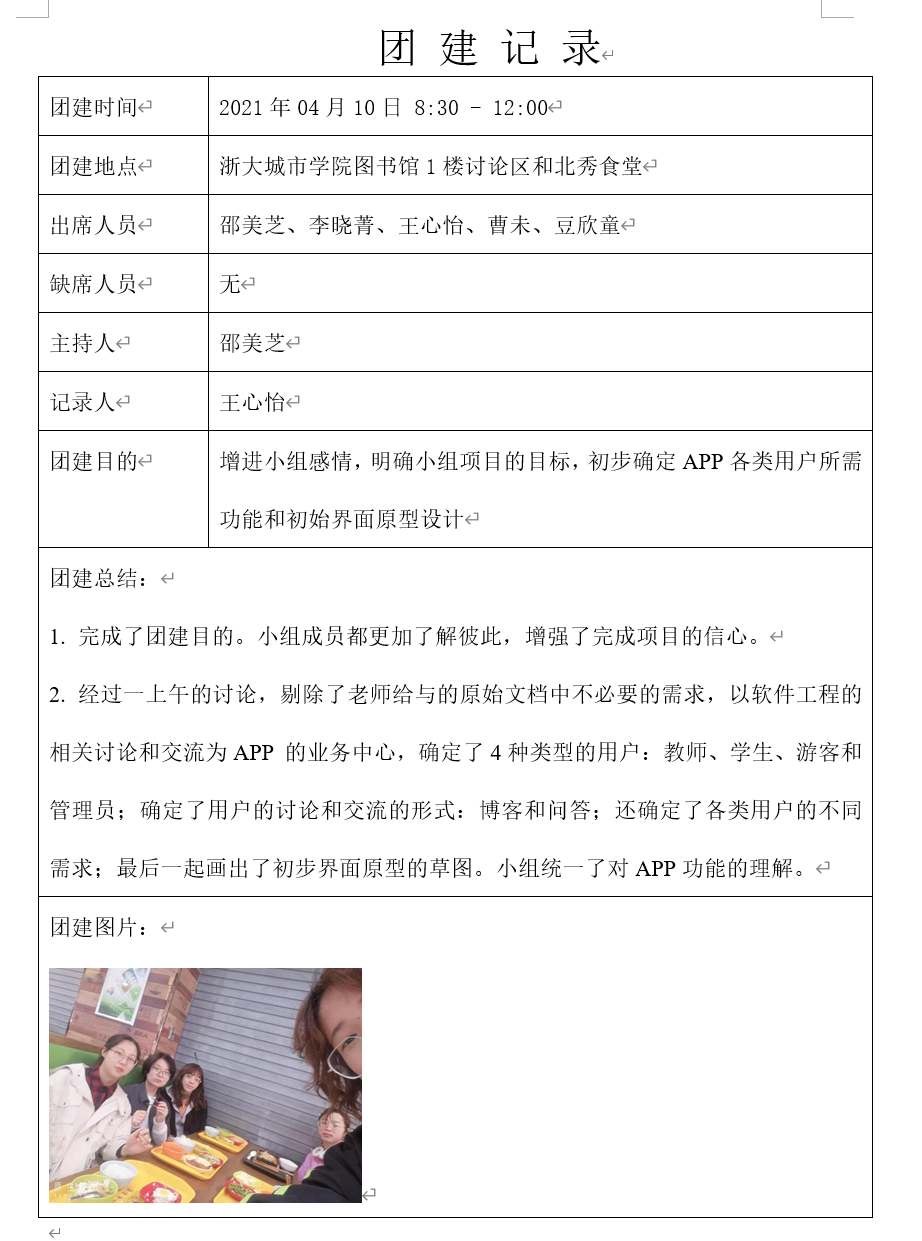 团 建 记 录
团建时间 2021 年 04 月 10 日 8:30 - 12:00
团建地点 浙大城市学院图书馆 1 楼讨论区和北秀食堂
出席人员 邵美芝、李晓菁、王心怡、曹未、豆欣童
缺席人员 无
主持人 邵美芝
记录人 王心怡
团建目的 增进小组感情，明确小组项目的目标，初步确定 APP 各类用户所需
功能和初始界面原型设计
团建总结：
1. 完成了团建目的。小组成员都更加了解彼此，增强了完成项目的信心。
2. 经过一上午的讨论，剔除了老师给与的原始文档中不必要的需求，以软件工程的
相关讨论和交流为 APP 的业务中心，确定了 4 种类型的用户：教师、学生、游客和
管理员；确定了用户的讨论和交流的形式：博客和问答；还确定了各类用户的不同
需求；最后一起画出了初步界面原型的草图。小组统一了对 APP 功能的理解。
团建图片：